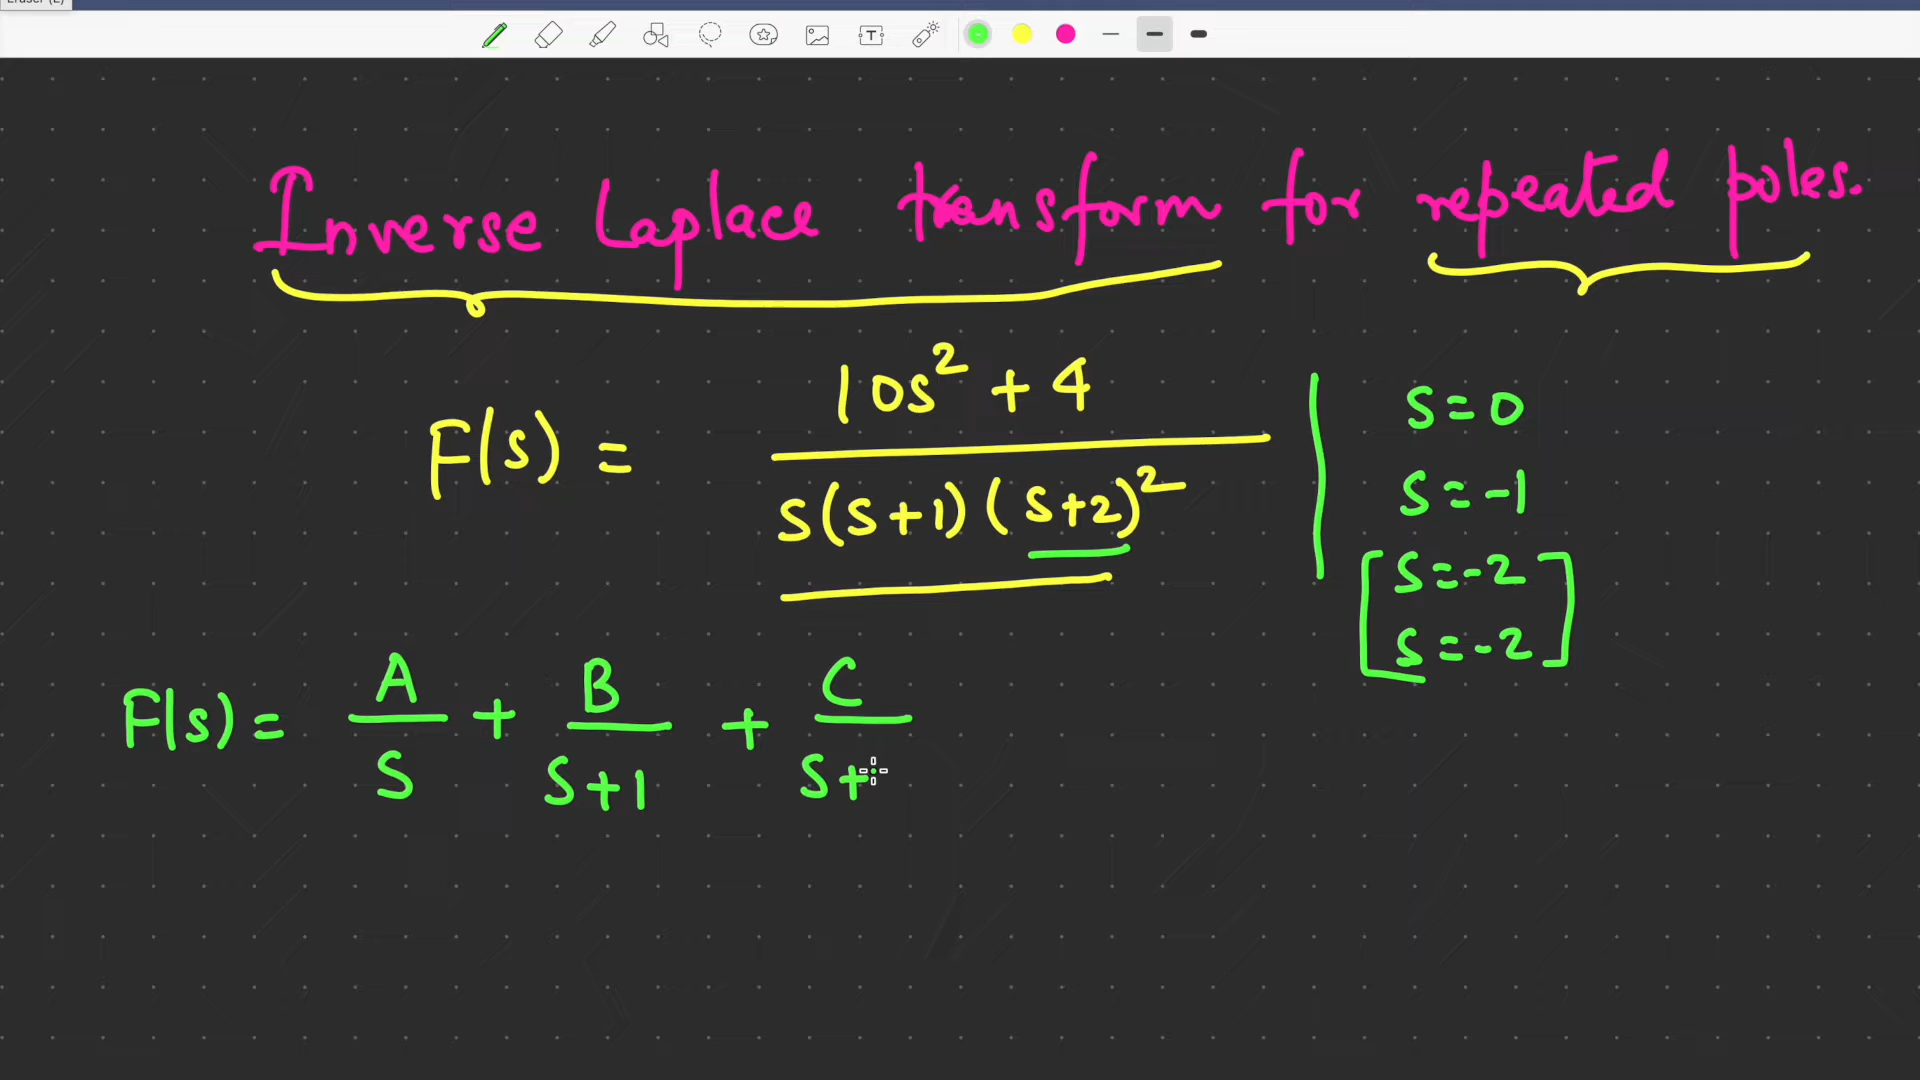 Inverse Laplace transform for repeated poles.
F(s) = 10s² + 4 / s(s+1)(s+2)²
s = 0
s = -1
s = -2
s = -2
F(s) = A/s + B/s+1 + C/s+